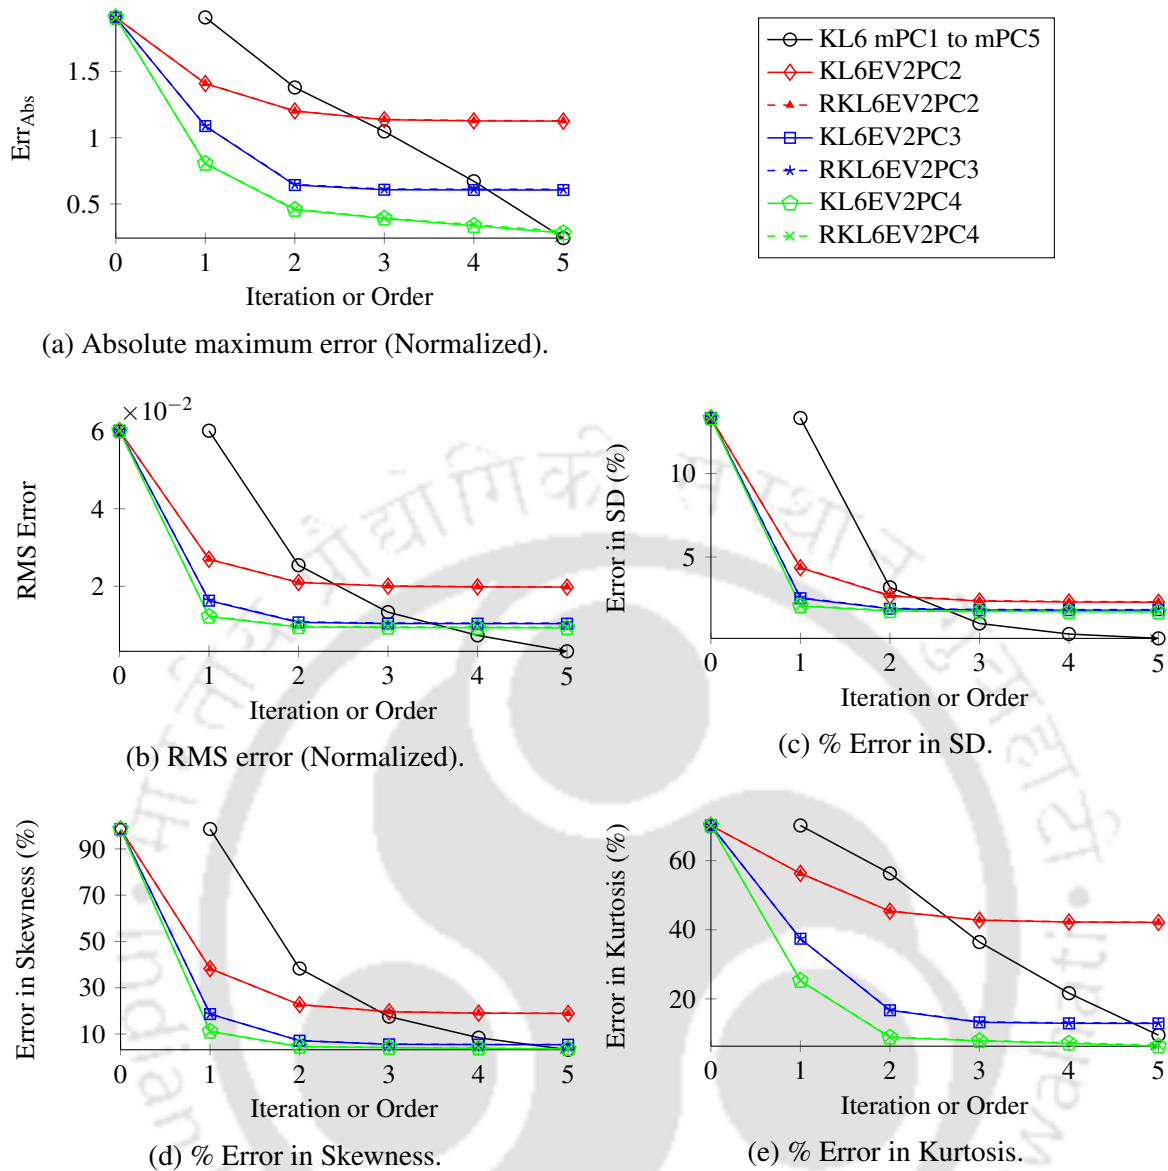 1.5
1
0.5
Err_Abs
0 1 2 3 4 5
Iteration or Order
(a) Absolute maximum error (Normalized).
KL6 mPC1 to mPC5
KL6EV2PC2
RKL6EV2PC2
KL6EV2PC3
RKL6EV2PC3
KL6EV2PC4
RKL6EV2PC4
×10⁻²
6
4
2
RMS Error
0 1 2 3 4 5
Iteration or Order
(b) RMS error (Normalized).
10
5
Error in SD (%)
0 1 2 3 4 5
Iteration or Order
(c) % Error in SD.
90
70
50
30
10
Error in Skewness (%)
0 1 2 3 4 5
Iteration or Order
(d) % Error in Skewness.
60
40
20
Error in Kurtosis (%)
0 1 2 3 4 5
Iteration or Order
(e) % Error in Kurtosis.
Indian